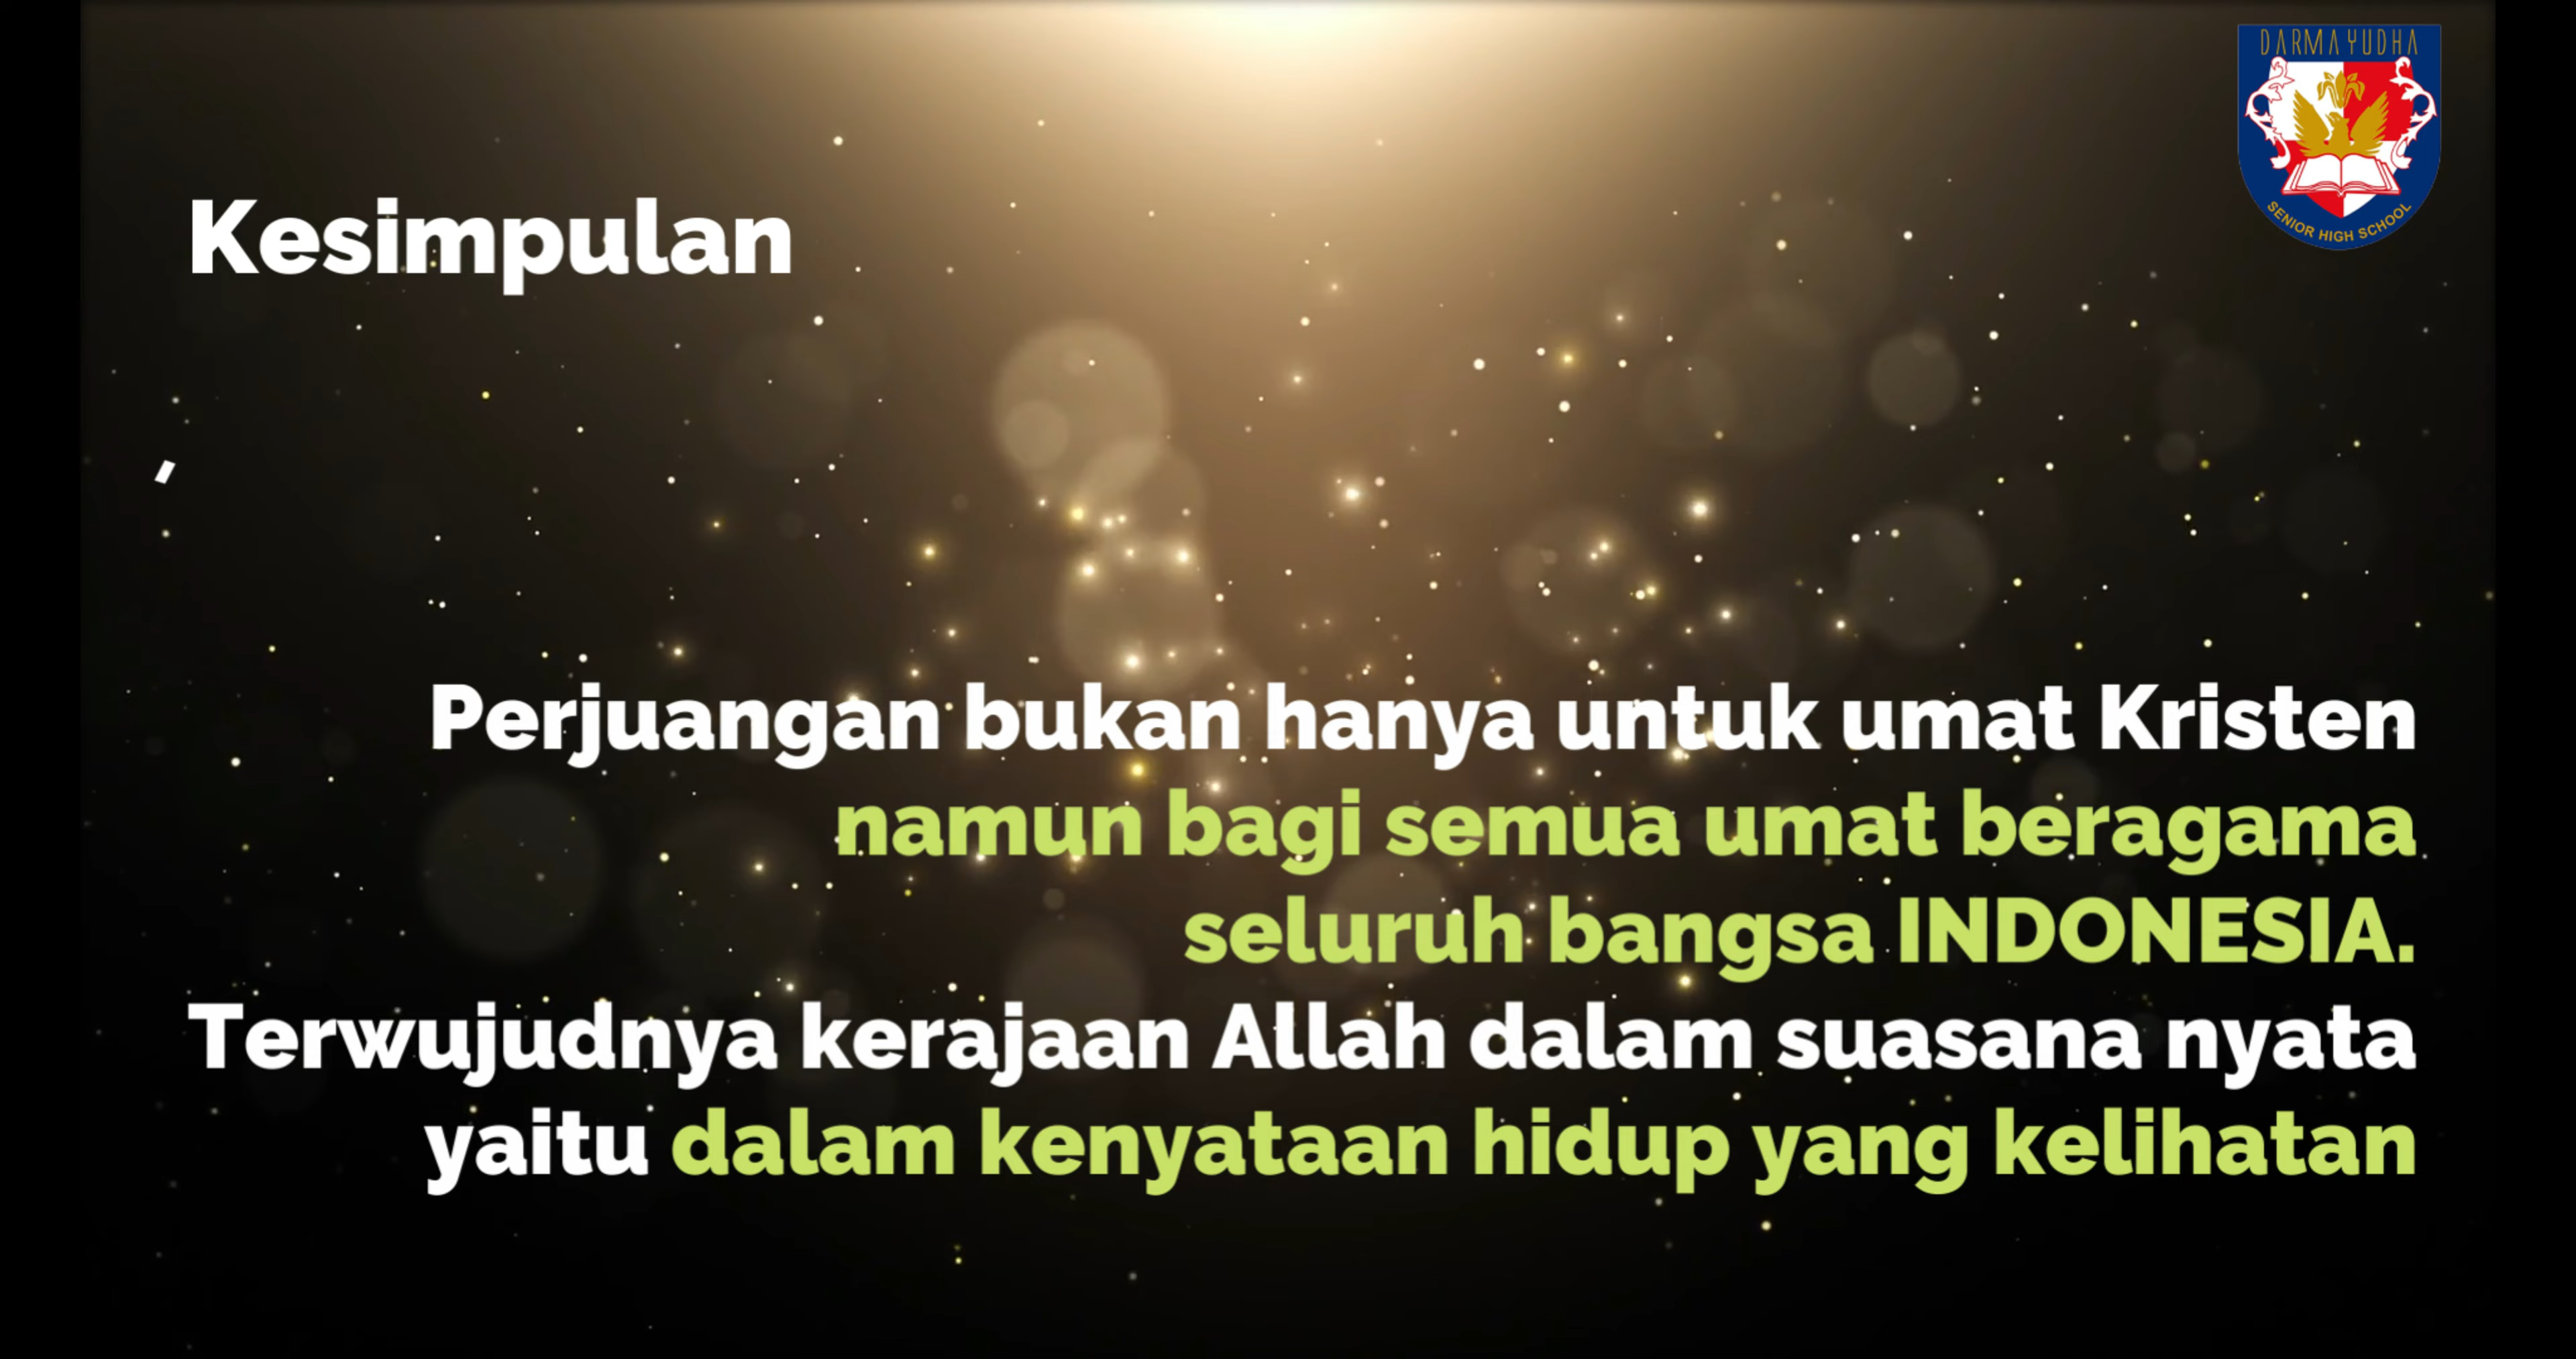 DARMA YUDHA
SENIOR HIGH SCHOOL
Kesimpulan
Perjuangan bukan hanya untuk umat Kristen
namun bagi semua umat beragama
seluruh bangsa INDONESIA.
Terwujudnya kerajaan Allah dalam suasana nyata
yaitu dalam kenyataan hidup yang kelihatan